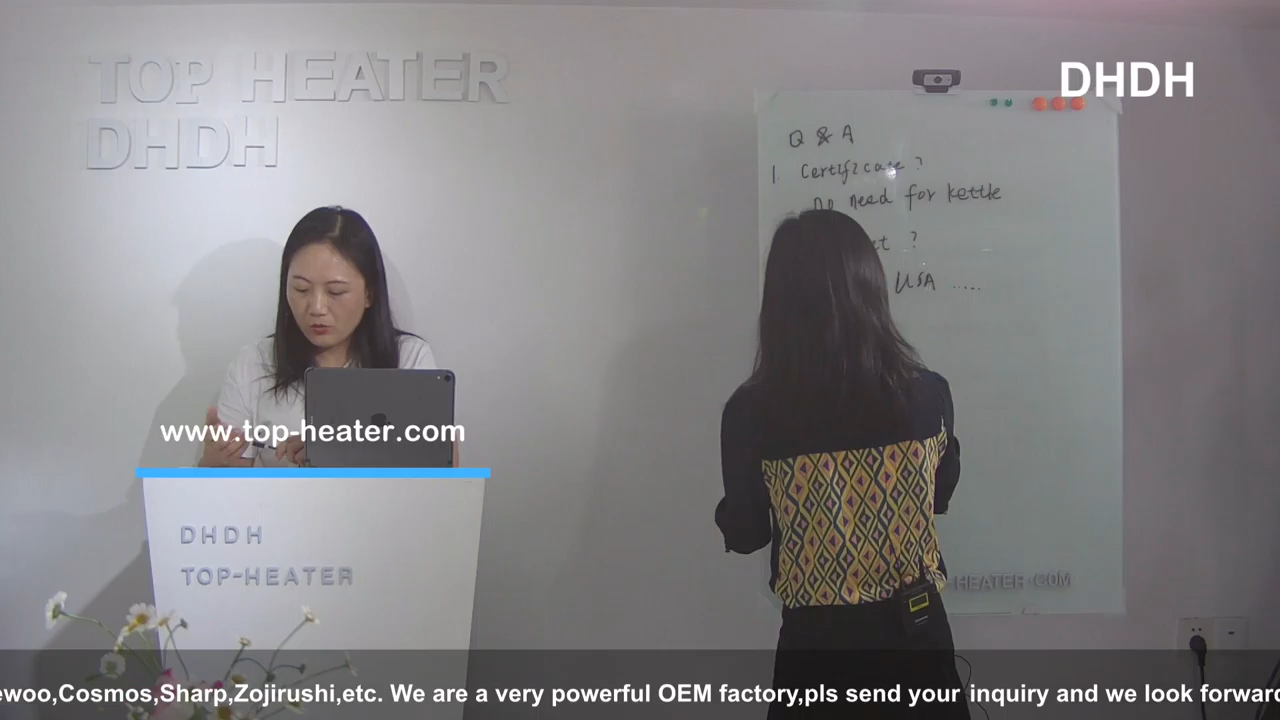 TOP HEATER
DHDH
DHDH
Q & A
1 Certificate ?
no need for kettle
?
USA .....
www.top-heater.com
DHDH
TOP-HEATER
HEATER.COM
ewoo,Cosmos,Sharp,Zojirushi,etc. We are a very powerful OEM factory,pls send your inquiry and we look forward